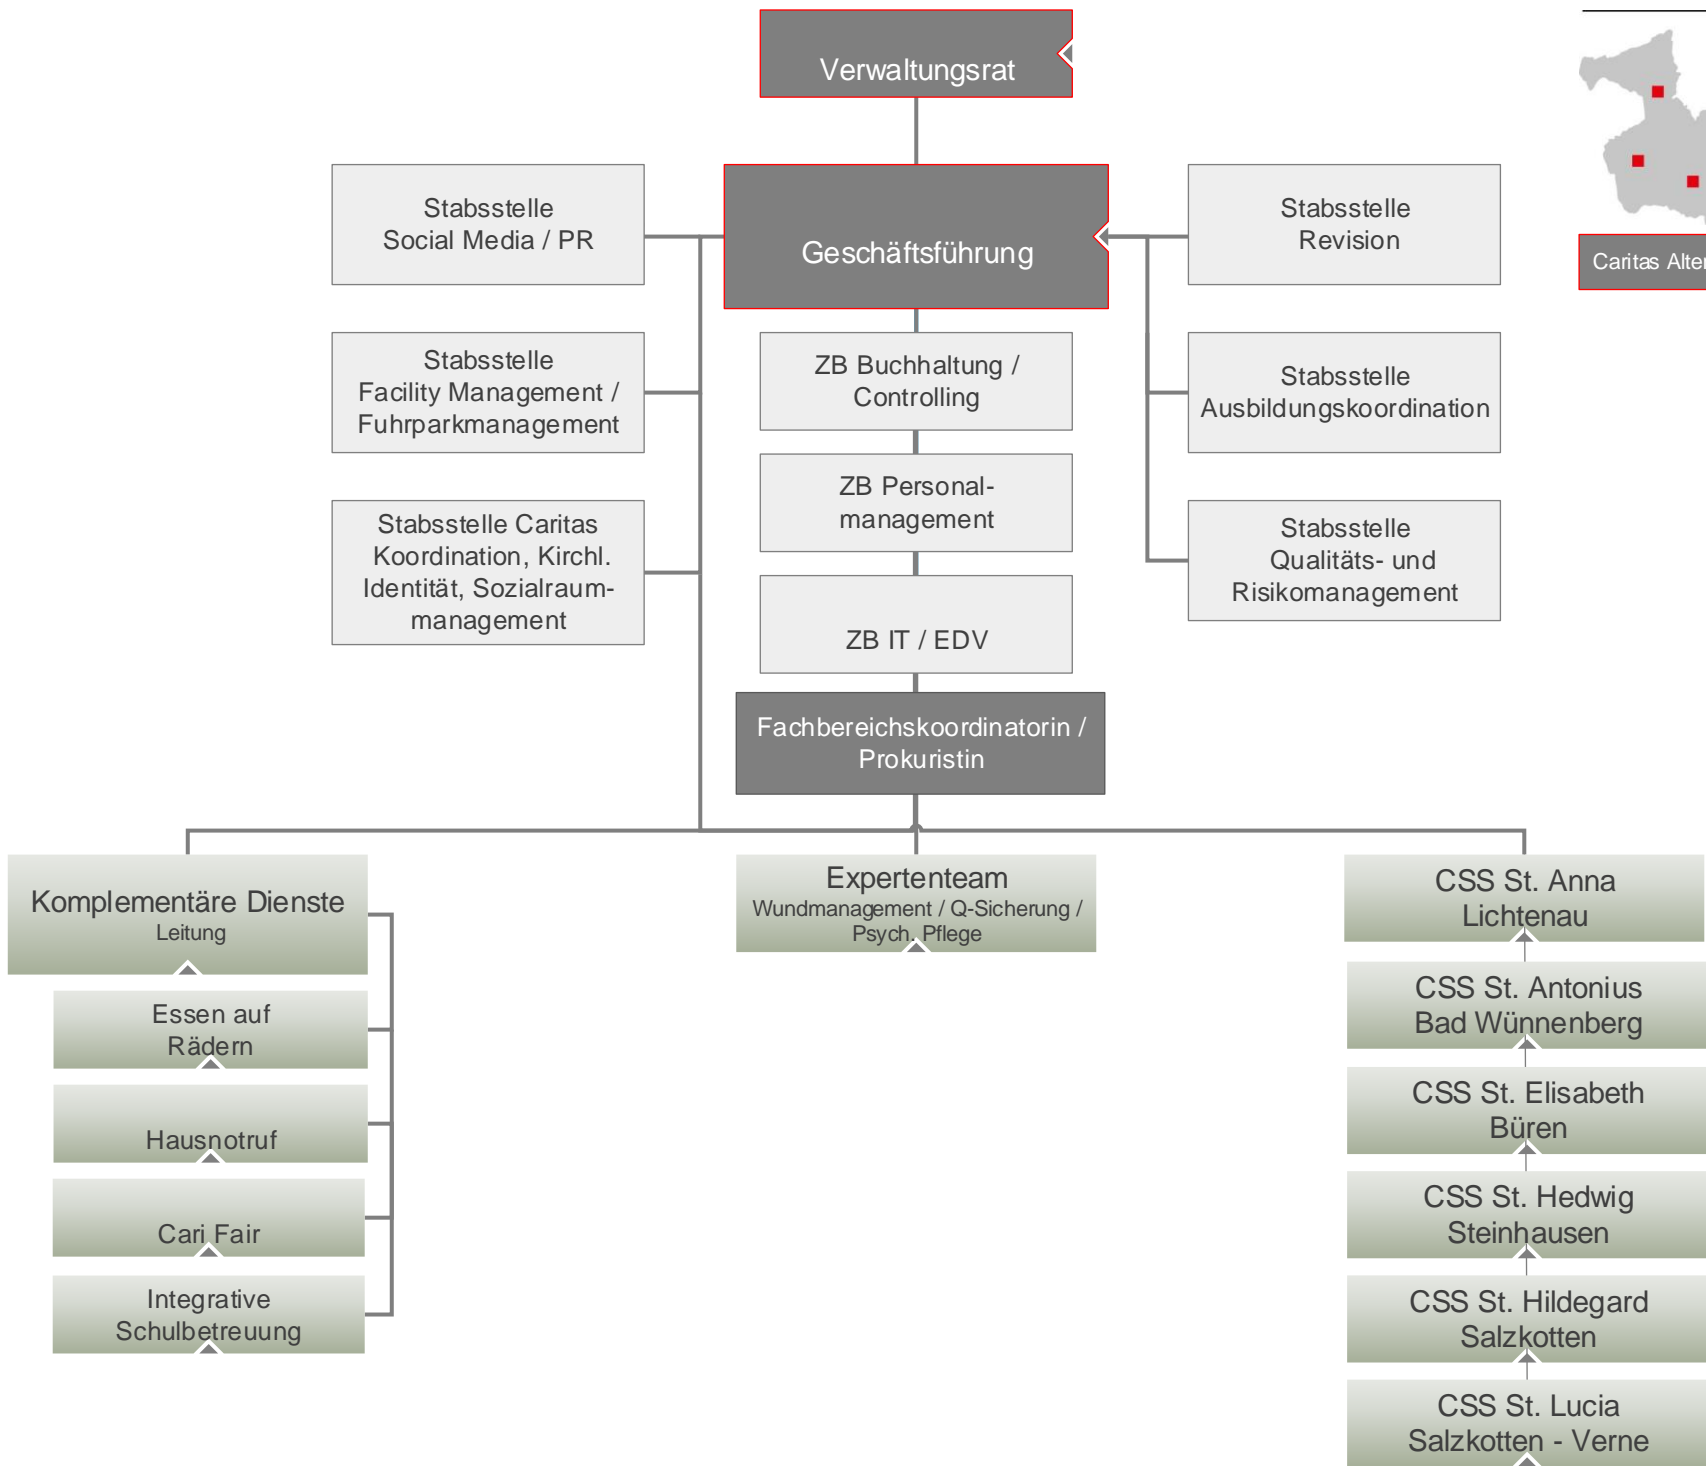 Verwaltungsrat
Stabsstelle
Social Media / PR
Geschäftsführung
Stabsstelle
Revision
Caritas Alter
Stabsstelle
Facility Management /
Fuhrparkmanagement
ZB Buchhaltung /
Controlling
Stabsstelle
Ausbildungskoordination
ZB Personal-
management
Stabsstelle Caritas
Koordination, Kirchl.
Identität, Sozialraum-
management
Stabsstelle
Qualitäts- und
Risikomanagement
ZB IT / EDV
Fachbereichskoordinatorin /
Prokuristin
Komplementäre Dienste
Leitung
Essen auf
Rädern
Hausnotruf
Cari Fair
Integrative
Schulbetreuung
Expertenteam
Wundmanagement / Q-Sicherung /
Psych. Pflege
CSS St. Anna
Lichtenau
CSS St. Antonius
Bad Wünnenberg
CSS St. Elisabeth
Büren
CSS St. Hedwig
Steinhausen
CSS St. Hildegard
Salzkotten
CSS St. Lucia
Salzkotten - Verne